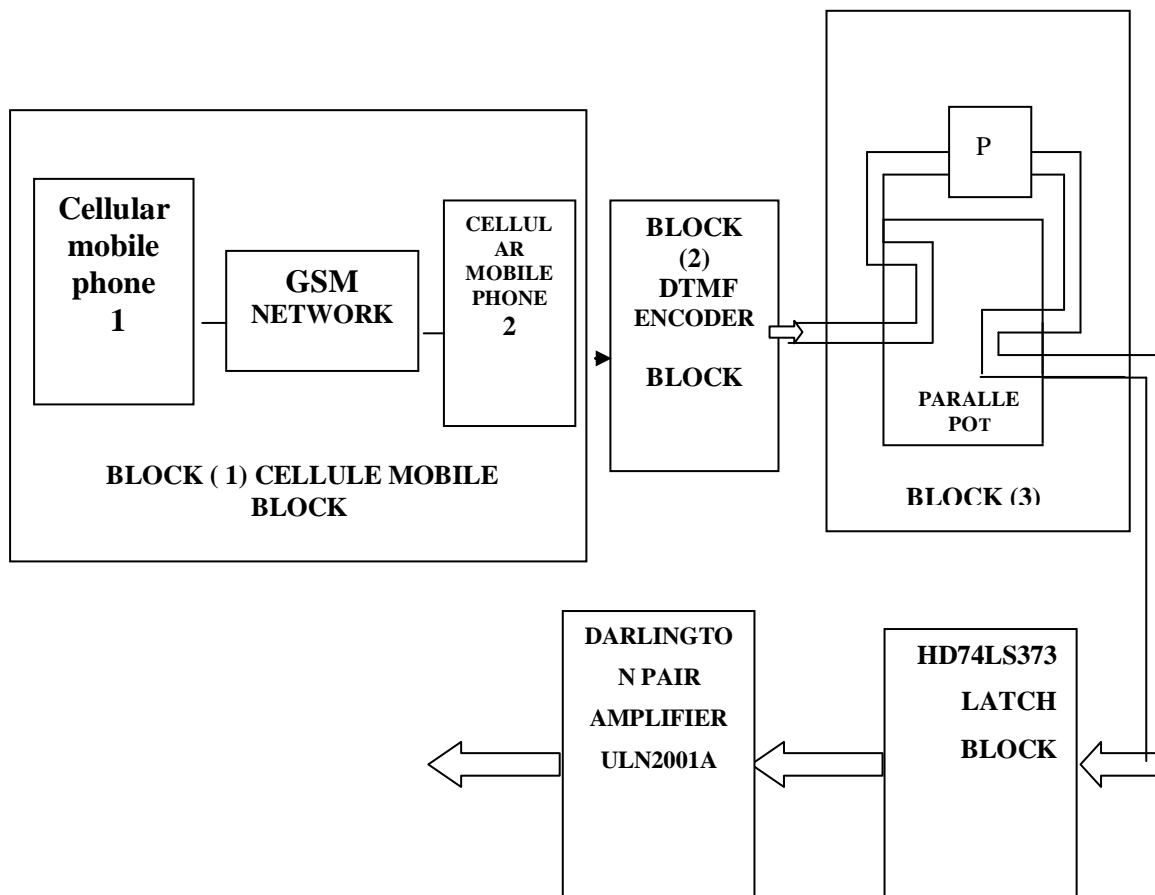 Cellular
mobile
phone
1
GSM
NETWORK
CELLUL
AR
MOBILE
PHONE
2
BLOCK ( 1) CELLULE MOBILE
BLOCK
BLOCK
(2)
DTMF
ENCODER
BLOCK
P
PARALLE
POT
BLOCK (3)
DARLINGTO
N PAIR
AMPLIFIER
ULN2001A
HD74LS373
LATCH
BLOCK